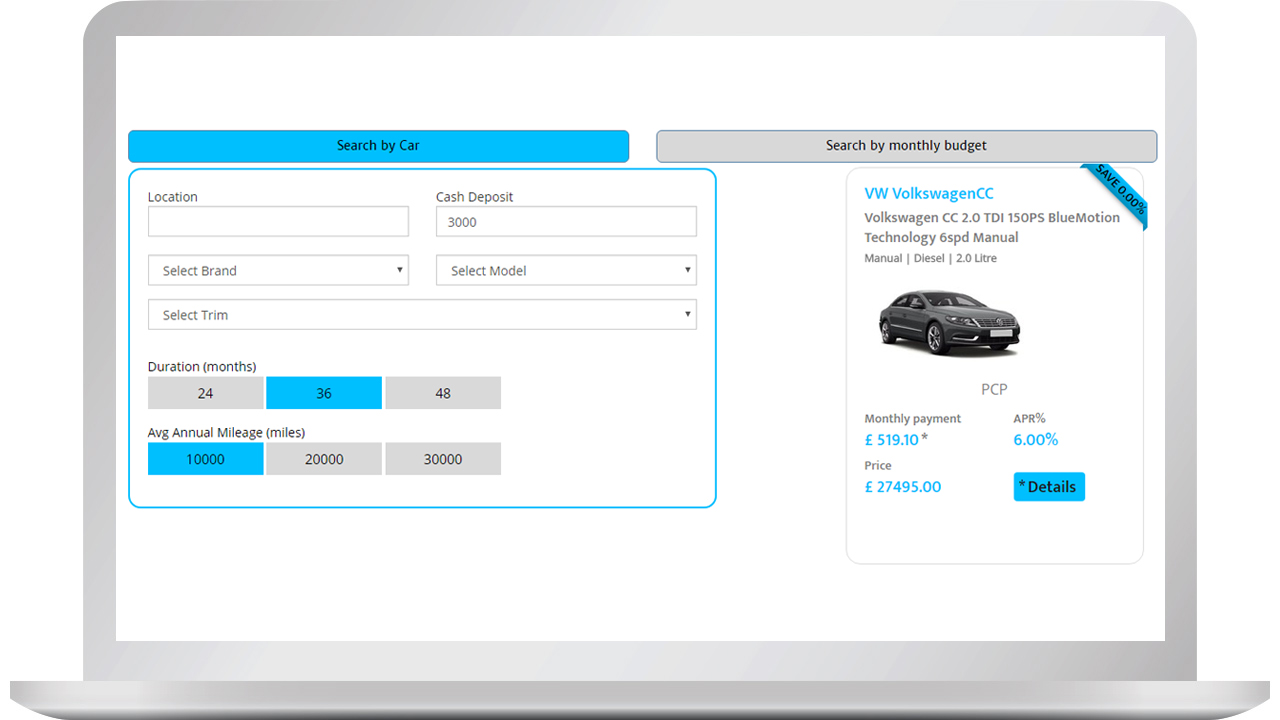 Search by Car
Search by monthly budget
Location
Cash Deposit
3000
Select Brand
Select Model
Select Trim
Duration (months)
24
36
48
Avg Annual Mileage (miles)
10000
20000
30000
SAVE 0.00%
VW VolkswagenCC
Volkswagen CC 2.0 TDI 150PS BlueMotion
Technology 6spd Manual
Manual | Diesel | 2.0 Litre
PCP
Monthly payment
APR%
£ 519.10 *
6.00%
Price
£ 27495.00
* Details